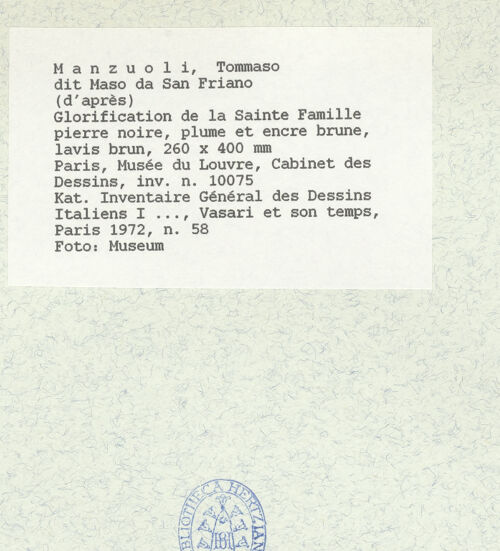 M a n z u o l i, Tommaso
dit Maso da San Friano
(d'après)
Glorification de la Sainte Famille
pierre noire, plume et encre brune,
lavis brun, 260 x 400 mm
Paris, Musée du Louvre, Cabinet des
Dessins, inv. n. 10075
Kat. Inventaire Général des Dessins
Italiens I ..., Vasari et son temps,
Paris 1972, n. 58
Foto: Museum
BIBLIOTHECA HERTZIAN